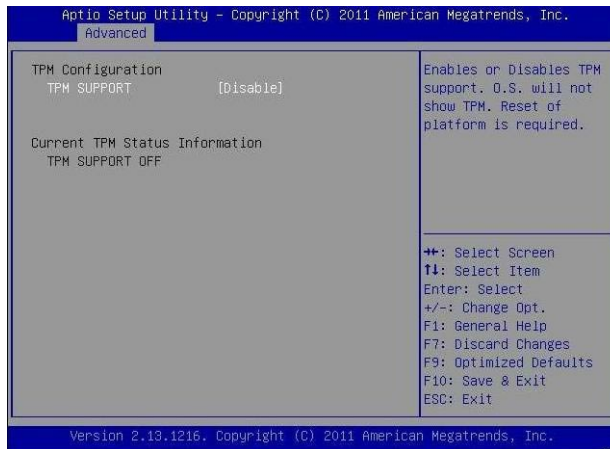 Aptio Setup Utility – Copyright (C) 2011 American Megatrends, Inc.
Advanced
TPM Configuration
TPM SUPPORT [Disable]
Current TPM Status Information
TPM SUPPORT OFF
Enables or Disables TPM
support. O.S. will not
show TPM. Reset of
platform is required.
→←: Select Screen
↑↓: Select Item
Enter: Select
+/-: Change Opt.
F1: General Help
F7: Discard Changes
F9: Optimized Defaults
F10: Save & Exit
ESC: Exit
Version 2.13.1216. Copyright (C) 2011 American Megatrends, Inc.